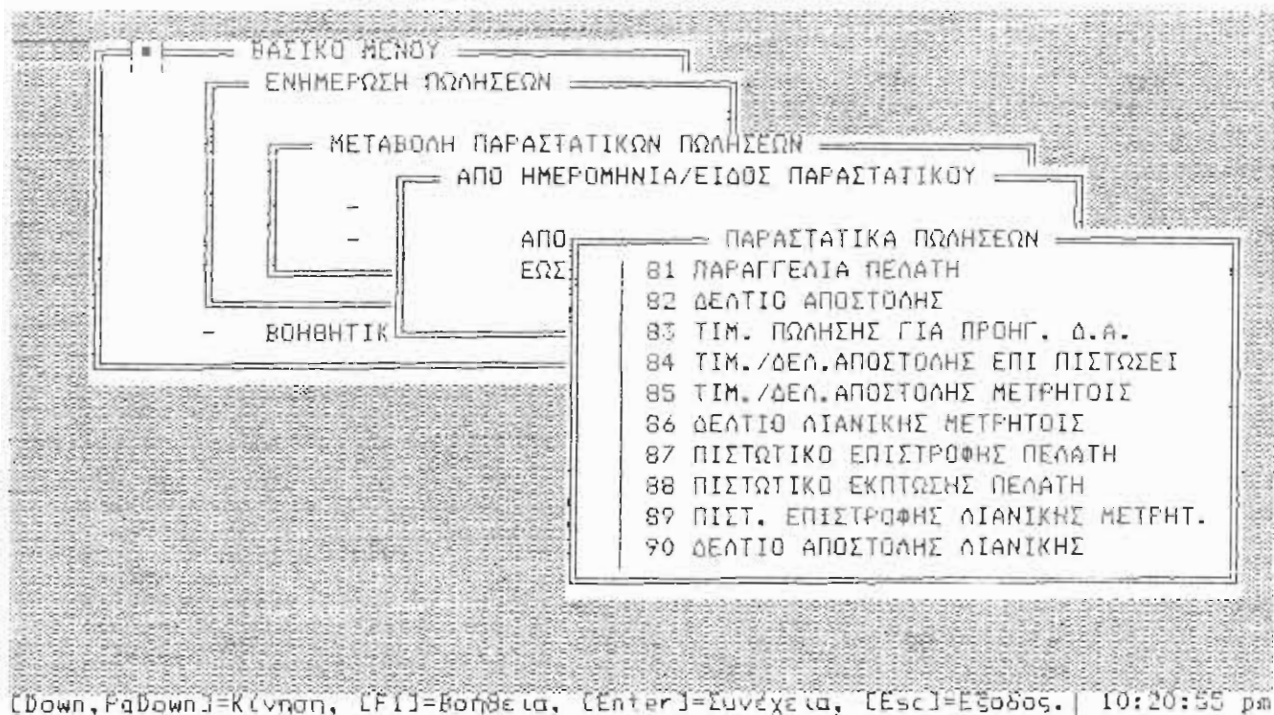 ΒΑΣΙΚΟ ΜΕΝΟΥ
ΕΝΗΜΕΡΩΣΗ ΠΩΛΗΣΕΩΝ
ΜΕΤΑΒΟΛΗ ΠΑΡΑΣΤΑΤΙΚΩΝ ΠΩΛΗΣΕΩΝ
ΑΠΟ ΗΜΕΡΟΜΗΝΙΑ/ΕΙΔΟΣ ΠΑΡΑΣΤΑΤΙΚΟΥ
-
-
ΑΠΟ
ΕΩΣ
- ΒΟΗΘΗΤΙΚ
ΠΑΡΑΣΤΑΤΙΚΑ ΠΩΛΗΣΕΩΝ
81 ΠΑΡΑΓΓΕΛΙΑ ΠΕΛΑΤΗ
82 ΔΕΛΤΙΟ ΑΠΟΣΤΟΛΗΣ
83 ΤΙΜ. ΠΩΛΗΣΗΣ ΓΙΑ ΠΡΟΗΓ. Δ.Α.
84 ΤΙΜ./ΔΕΛ.ΑΠΟΣΤΟΛΗΣ ΕΠΙ ΠΙΣΤΩΣΕΙ
85 ΤΙΜ./ΔΕΛ.ΑΠΟΣΤΟΛΗΣ ΜΕΤΡΗΤΟΙΣ
86 ΔΕΛΤΙΟ ΛΙΑΝΙΚΗΣ ΜΕΤΡΗΤΟΙΣ
87 ΠΙΣΤΩΤΙΚΟ ΕΠΙΣΤΡΟΦΗΣ ΠΕΛΑΤΗ
88 ΠΙΣΤΩΤΙΚΟ ΕΚΠΤΩΣΗΣ ΠΕΛΑΤΗ
89 ΠΙΣΤ. ΕΠΙΣΤΡΟΦΗΣ ΛΙΑΝΙΚΗΣ ΜΕΤΡΗΤ.
90 ΔΕΛΤΙΟ ΑΠΟΣΤΟΛΗΣ ΛΙΑΝΙΚΗΣ
[Down,PgDown]=Κίνηση, [F1]=Βοήθεια, [Enter]=Συνέχεια, [Esc]=Εξοδος.| 10:20:55 pm